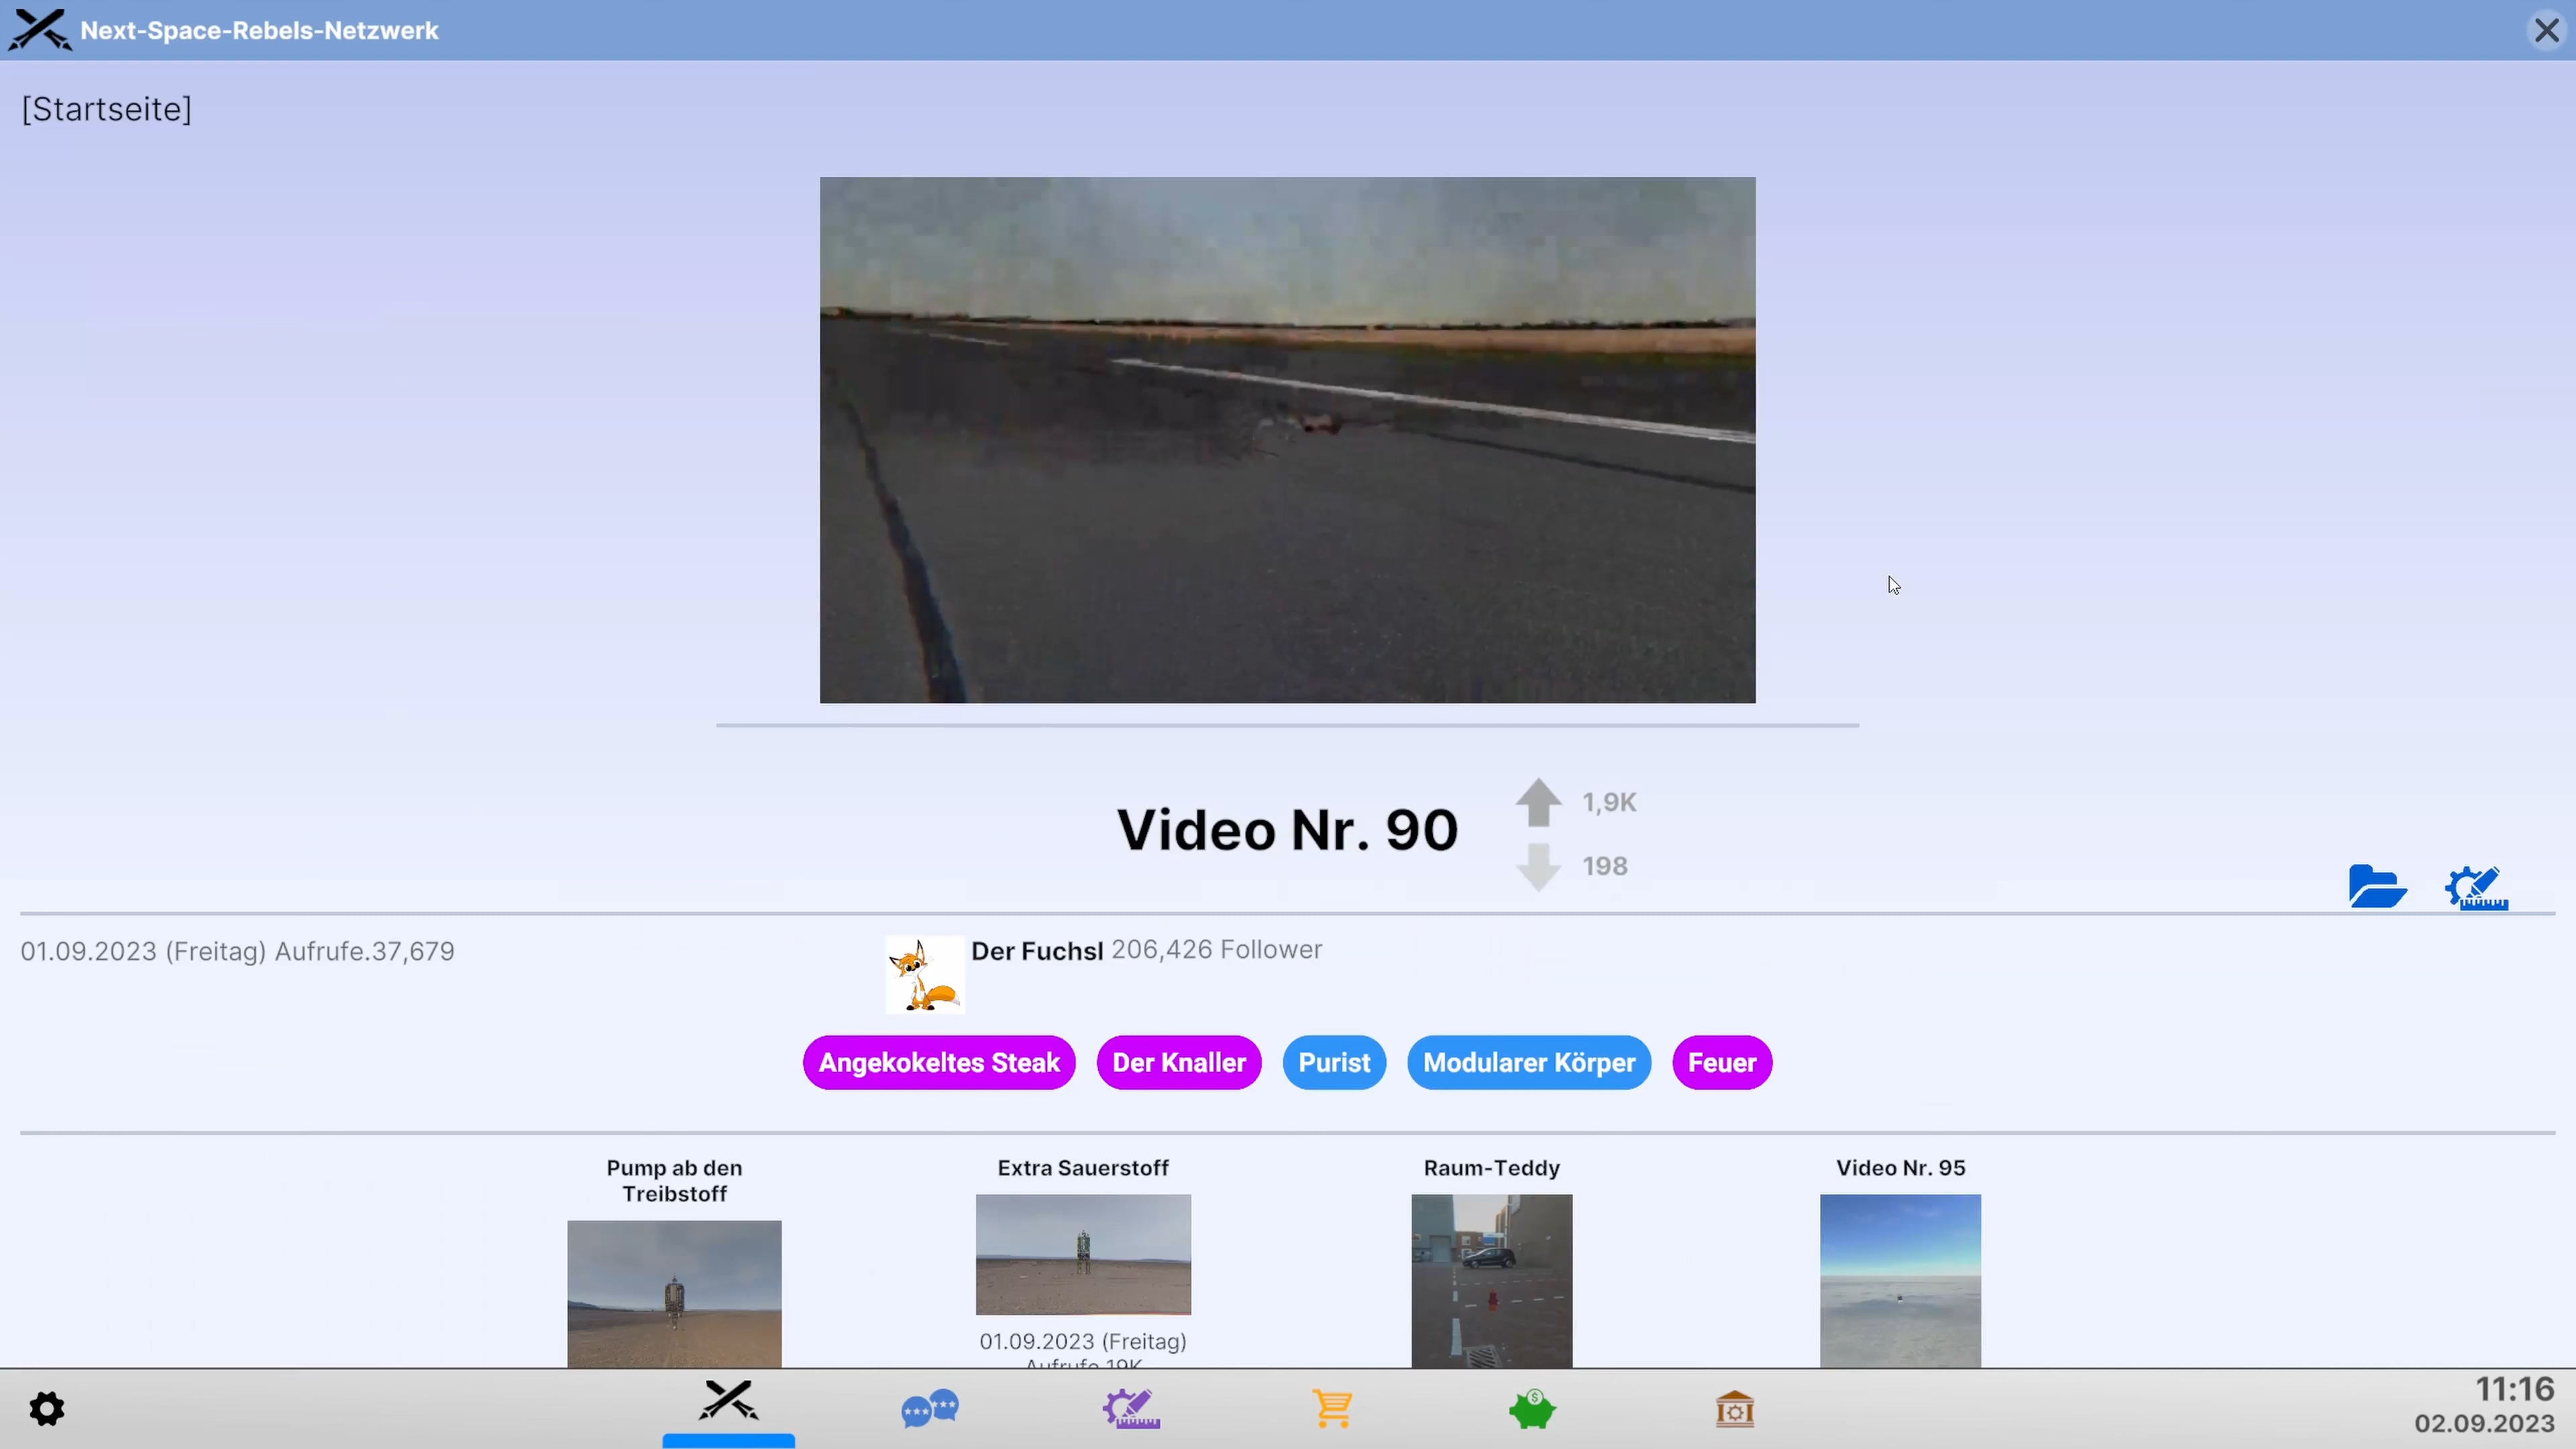 Next-Space-Rebels-Netzwerk
[Startseite]
Video Nr. 90
1,9K
198
01.09.2023 (Freitag) Aufrufe.37,679
Der Fuchsl 206,426 Follower
Angekokeltes Steak
Der Knaller
Purist
Modularer Körper
Feuer
Pump ab den
Treibstoff
Extra Sauerstoff
01.09.2023 (Freitag)
Aufrufe.19K
Raum-Teddy
Video Nr. 95
11:16
02.09.2023